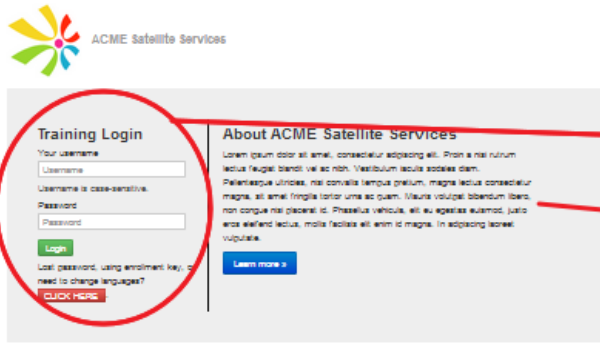 ACME Satellite Services
Training Login
Your username
Username
Username is case-sensitive.
Password
Password
Login
Lost password, using enrolment key, o
need to change languages?
CLICK HERE
About ACME Satellite Services
Lorem ipsum dolor sit amet, consectetur adipiscing elit. Proin a nisi rutrum
lectus feugiat blandit vel ac nibh. Vestibulum iaculis sodales diam.
Pellentesque ultricies, nisl convallis tempus pretium, magna lectus consectetur
magna, sit amet fringilla tortor urna ac quam. Mauris volutpat bibendum libero,
non congue nisl placerat id. Phasellus vehicula, elit eu egestas euismod, justo
eros eleifend lectus, mollis facilisis elit enim id magna. In adipiscing laoreet
vulputate.
Learn more »